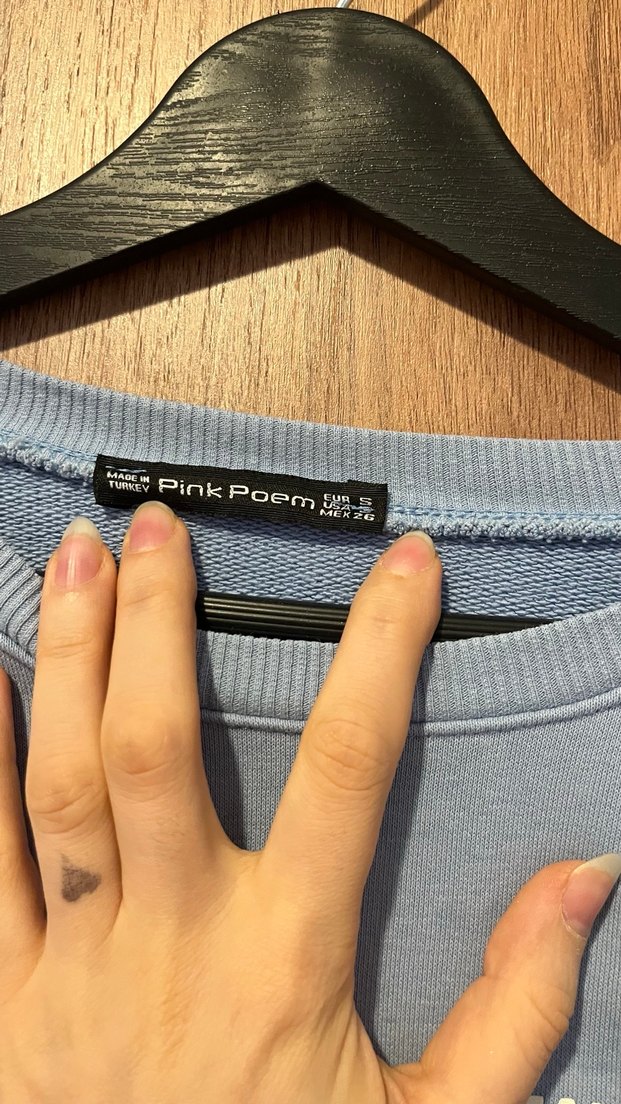 MADE IN
TURKEY
Pink Poem
EUR S
USA
MEX 26